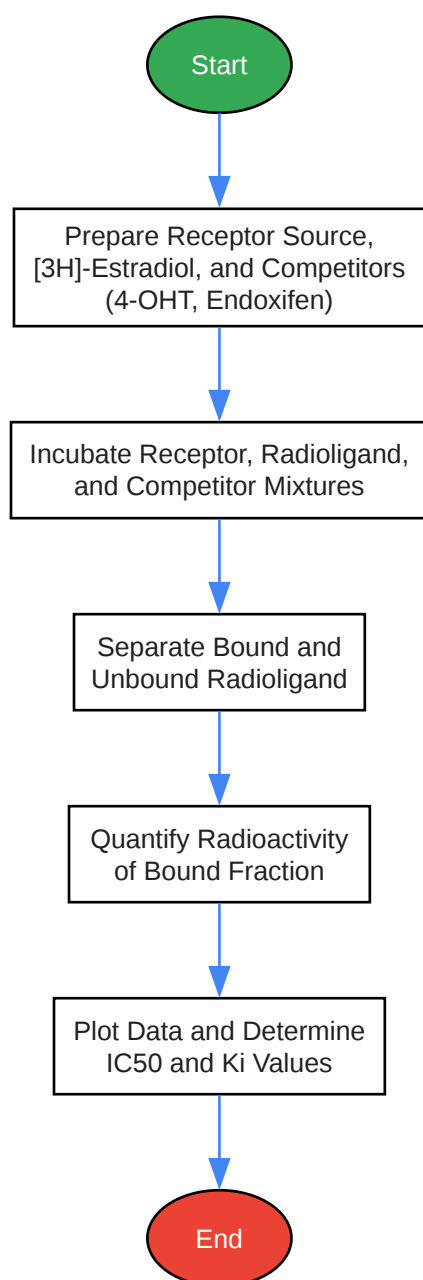 Start
Prepare Receptor Source,
[3H]-Estradiol, and Competitors
(4-OHT, Endoxifen)
Incubate Receptor, Radioligand,
and Competitor Mixtures
Separate Bound and
Unbound Radioligand
Quantify Radioactivity
of Bound Fraction
Plot Data and Determine
IC50 and Ki Values
End